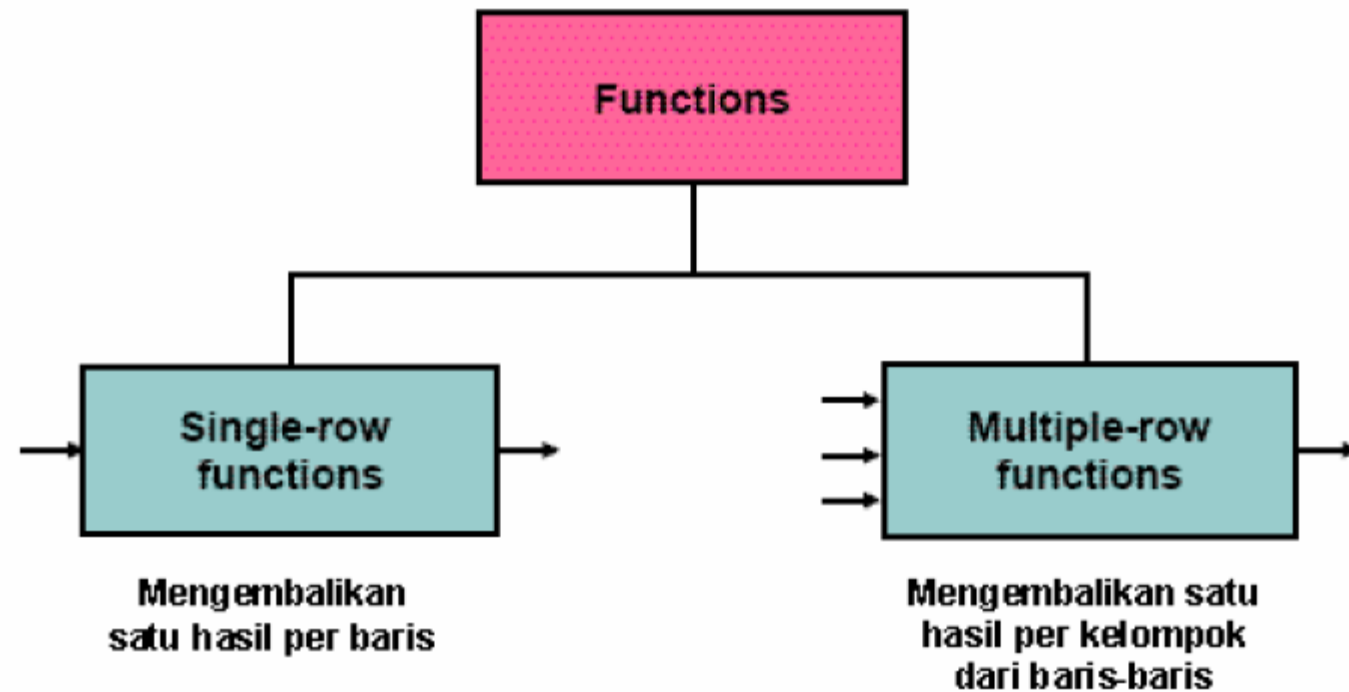 Functions
Single-row
functions
Mengembalikan
satu hasil per baris
Multiple-row
functions
Mengembalikan satu
hasil per kelompok
dari baris-baris